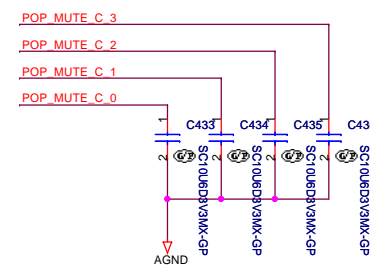 POP_MUTE_C_3
POP_MUTE_C_2
POP_MUTE_C_1
POP_MUTE_C_0
1
C433
1
C434
1
C435
1
C43
2
G/P
2
G/P
2
G/P
2
G/P
SC10U6D3V3MX-GP
SC10U6D3V3MX-GP
SC10U6D3V3MX-GP
SC10U6D3V3MX-GP
AGND